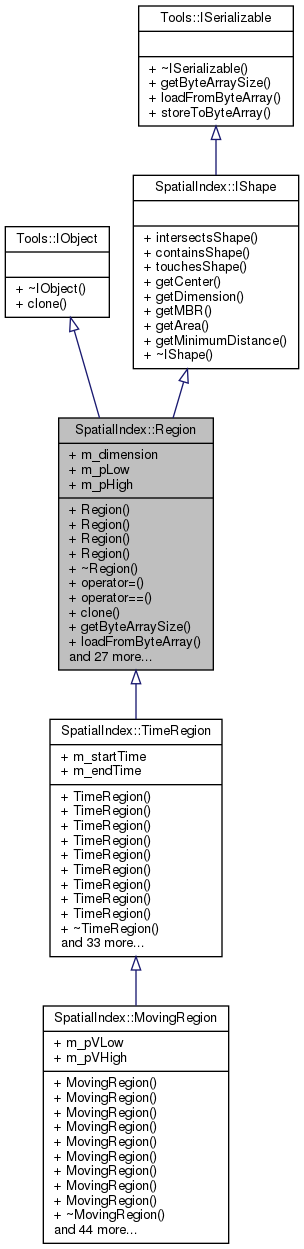 Tools::ISerializable
+ ~ISerializable()
+ getByteArraySize()
+ loadFromByteArray()
+ storeToByteArray()
SpatialIndex::IShape
+ intersectsShape()
+ containsShape()
+ touchesShape()
+ getCenter()
+ getDimension()
+ getMBR()
+ getArea()
+ getMinimumDistance()
+ ~IShape()
Tools::IObject
+ ~IObject()
+ clone()
SpatialIndex::Region
+ m_dimension
+ m_pLow
+ m_pHigh
+ Region()
+ Region()
+ Region()
+ Region()
+ ~Region()
+ operator=()
+ operator==()
+ clone()
+ getByteArraySize()
+ loadFromByteArray()
and 27 more...
SpatialIndex::TimeRegion
+ m_startTime
+ m_endTime
+ TimeRegion()
+ TimeRegion()
+ TimeRegion()
+ TimeRegion()
+ TimeRegion()
+ TimeRegion()
+ TimeRegion()
+ TimeRegion()
+ TimeRegion()
+ ~TimeRegion()
and 33 more...
SpatialIndex::MovingRegion
+ m_pVLow
+ m_pVHigh
+ MovingRegion()
+ MovingRegion()
+ MovingRegion()
+ MovingRegion()
+ MovingRegion()
+ MovingRegion()
+ MovingRegion()
+ MovingRegion()
+ MovingRegion()
+ ~MovingRegion()
and 44 more...